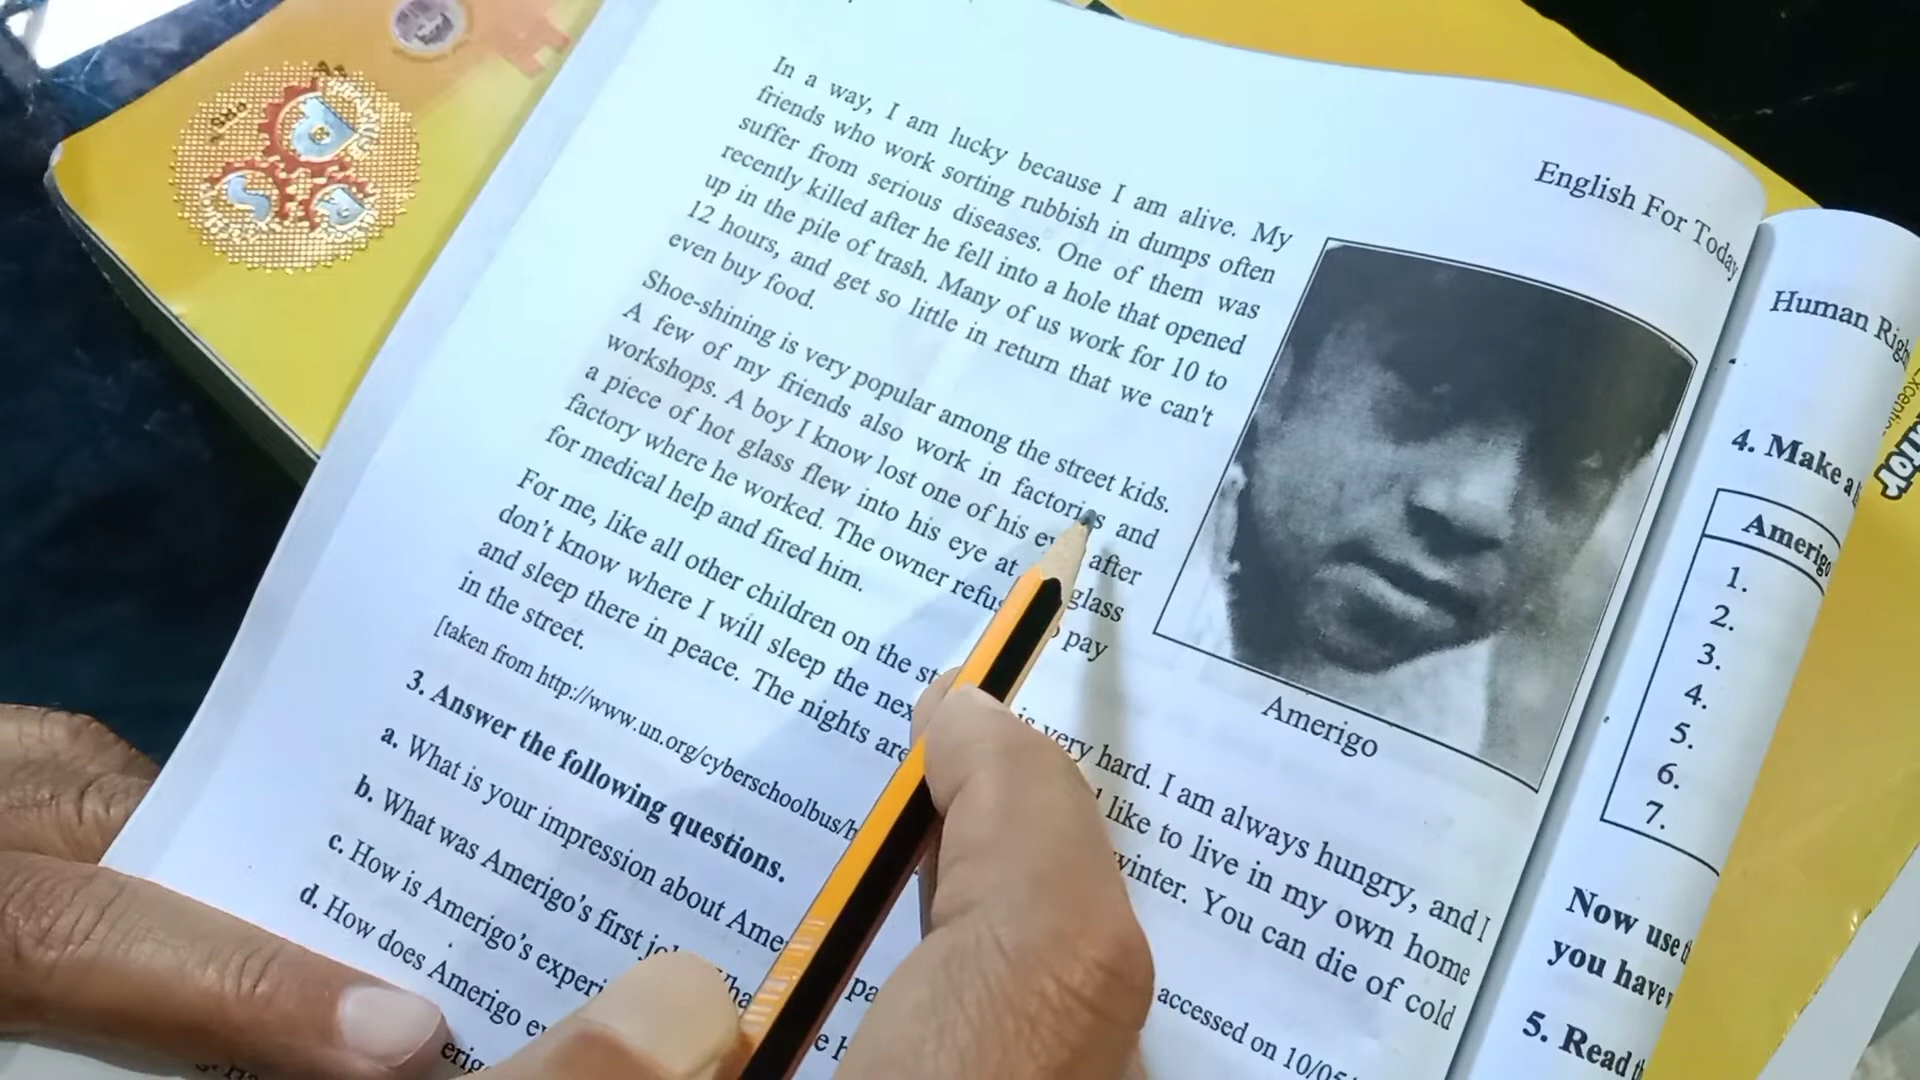 English For Today
In a way, I am lucky because I am alive. My
friends who work sorting rubbish in dumps often
suffer from serious diseases. One of them was
recently killed after he fell into a hole that opened
up in the pile of trash. Many of us work for 10 to
12 hours, and get so little in return that we can't
even buy food.
Shoe-shining is very popular among the street kids.
A few of my friends also work in factories and
workshops. A boy I know lost one of his after
a piece of hot glass flew into his eye at glass
factory where he worked. The owner pay
for medical help and fired him.
Amerigo
For me, like all other children on the is very hard. I am always hungry, and I
don't know where I will sleep the like to live in my own home
and sleep there in peace. The nights are winter. You can die of cold
in the street.
[taken from http://www.un.org/cyberschoolbus/ accessed on
3. Answer the following questions.
a. What is your impression about
b. What was Amerigo's first
c. How is Amerigo's
d. How does Amerigo
Human
4. Make a
Amerigo
1.
2.
3.
4.
5.
6.
7.
Now use
you have
5. Read